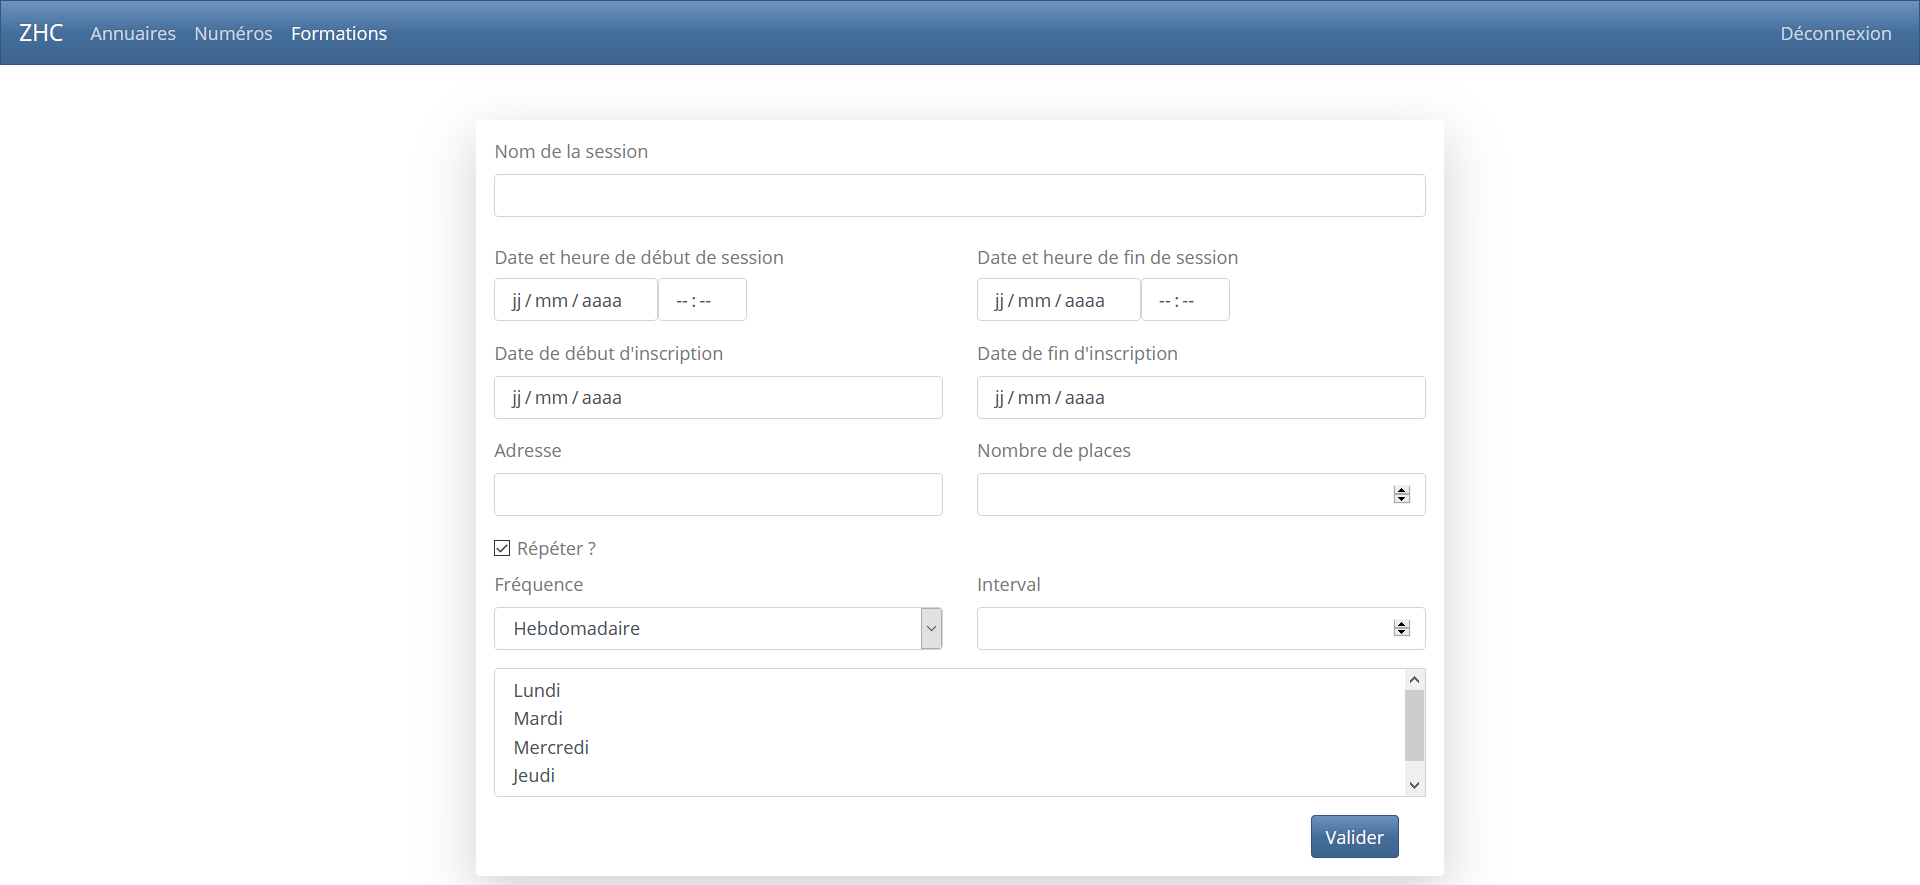 ZHC Annuaires Numéros Formations Déconnexion
Nom de la session
Date et heure de début de session Date et heure de fin de session
jj / mm / aaaa -- : -- jj / mm / aaaa -- : --
Date de début d'inscription Date de fin d'inscription
jj / mm / aaaa jj / mm / aaaa
Adresse Nombre de places
Répéter ?
Fréquence Interval
Hebdomadaire
Lundi
Mardi
Mercredi
Jeudi
Valider